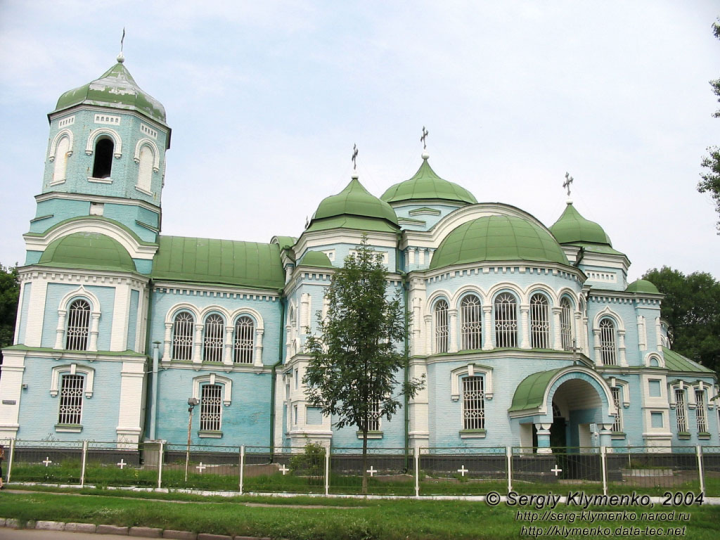 © Sergiy Klymenko, 2004
http://serg-klymenko.narod.ru
http://klymenko.data-tec.net